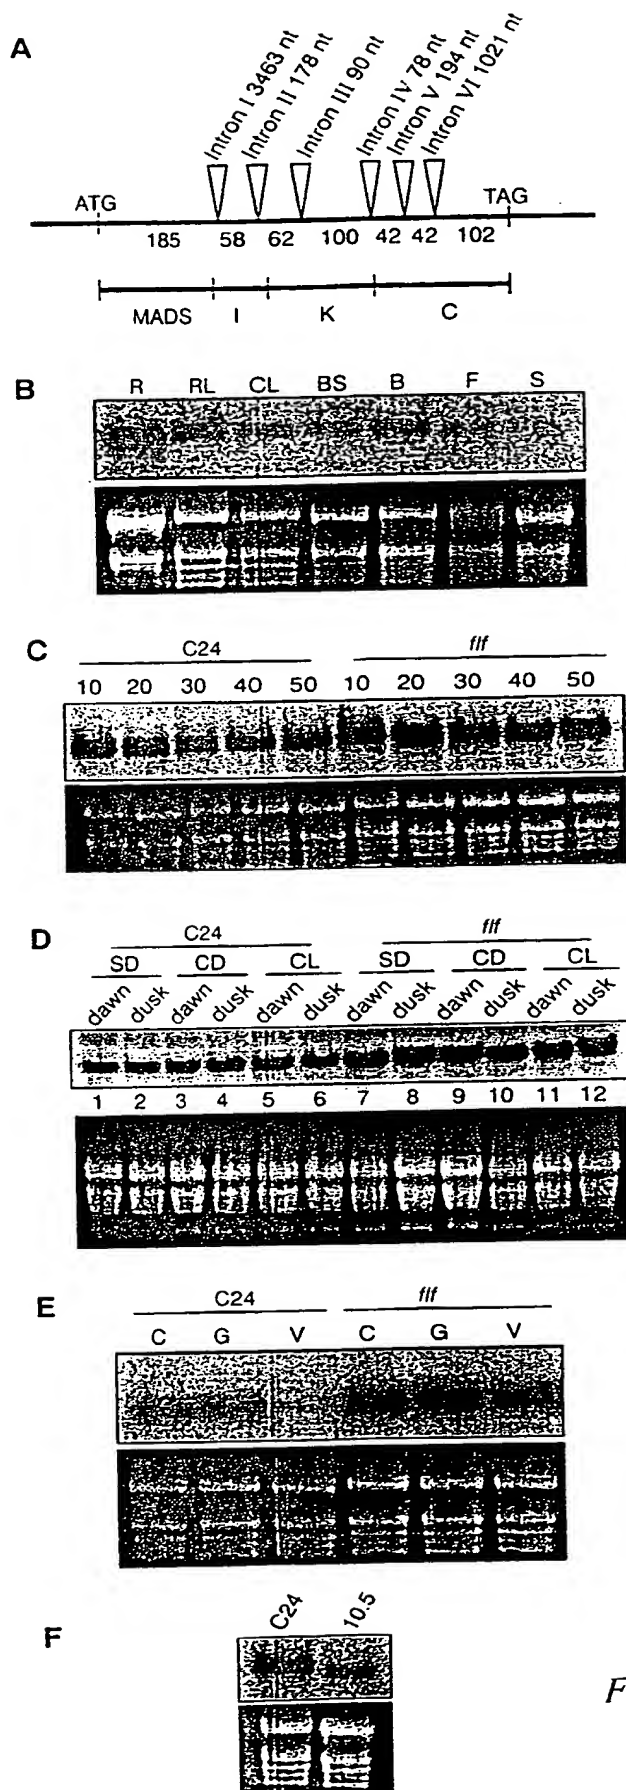 A
Intron I 3463 nt
Intron II 178 nt
Intron III 90 nt
Intron IV 78 nt
Intron V 194 nt
Intron VI 1021 nt
ATG
TAG
185 58 62 100 42 42 102
MADS I K C
B
R RL CL BS B F S
C
C24 flf
10 20 30 40 50 10 20 30 40 50
D
C24 flf
SD CD CL SD CD CL
dawn dusk dawn dusk dawn dusk dawn dusk dawn dusk dawn dusk
1 2 3 4 5 6 7 8 9 10 11 12
E
C24 flf
C G V C G V
F
C24 10.5
F